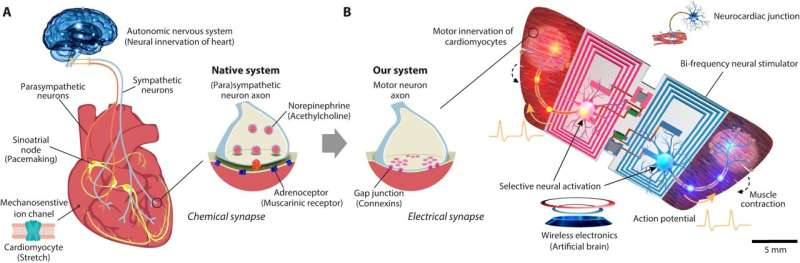 A
Autonomic nervous system
(Neural innervation of heart)
Parasympathetic
neurons
Sympathetic
neurons
Sinoatrial
node
(Pacemaking)
Mechanosenstive
ion chanel
Cardiomyocyte
(Stretch)
Native system
(Para)sympathetic
neuron axon
Norepinephrine
(Acethylcholine)
Adrenoceptor
(Muscarinic receptor)
Chemical synapse
B
Our system
Motor neuron
axon
Gap junction
(Connexins)
Electrical synapse
Motor innervation of
cardiomyocytes
Neurocardiac junction
Bi-frequency neural stimulator
Selective neural activation
Wireless electronics
(Artificial brain)
Action potential
Muscle
contraction
5 mm